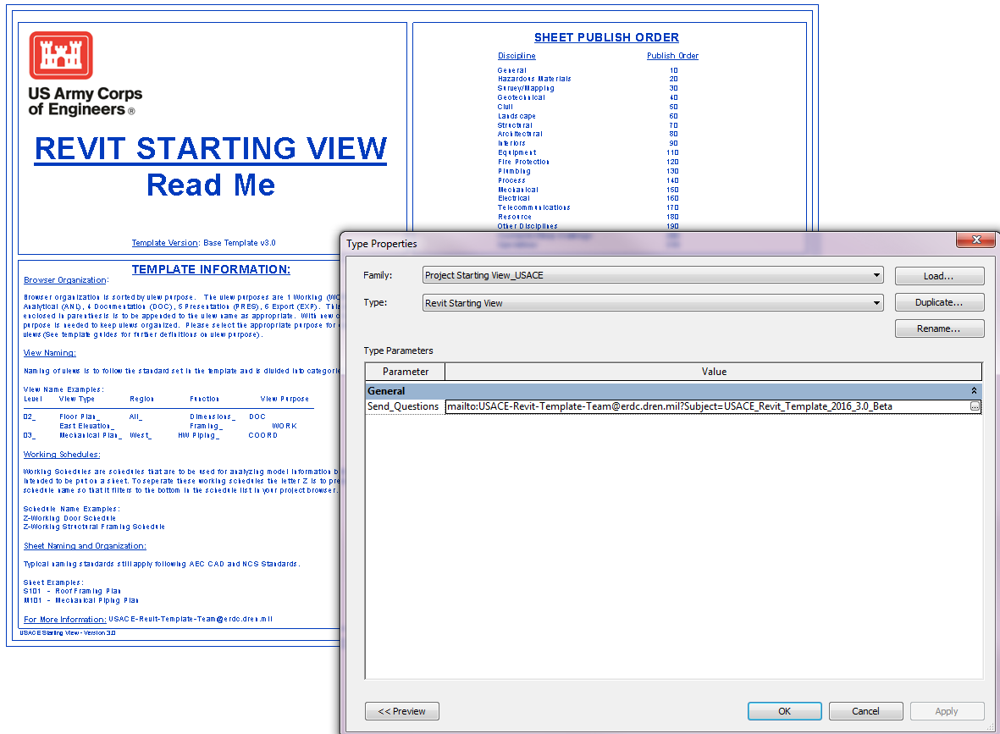 US Army Corps
of Engineers ®
REVIT STARTING VIEW
Read Me
Template Version: Base Template v3.0
SHEET PUBLISH ORDER
Discipline Publish Order
General 10
Hazardous Materials 20
Survey/Mapping 30
Geotechnical 40
Civil 50
Landscape 60
Structural 70
Architectural 80
Interiors 90
Equipment 110
Fire Protection 120
Plumbing 130
Process 140
Mechanical 150
Electrical 160
Telecommunications 170
Resource 180
Other Disciplines 190
TEMPLATE INFORMATION:
Browser Organization:
Browser organization is sorted by view purpose. The view purposes are 1 Working (WO
Analytical (ANL), 4 Documentation (DOC), 5 Presentation (PRES), 6 Export (EXP). This
enclosed in parenthesis is to be appended to the view name as appropriate. With new
purpose is needed to keep views organized. Please select the appropriate purpose for
views (See template guides for further definitions on view purpose).
View Naming:
Naming of views is to follow the standard set in the template and is divided into categorie
View Name Examples:
Level View Type Region Function View Purpose
02_ Floor Plan_ All_ Dimensions_ DOC
East Elevation_ Framing_ WORK
03_ Mechanical Plan_ West_ HW Piping_ COORD
Working Schedules:
Working Schedules are schedules that are to be used for analyzing model information
intended to be put on a sheet. To seperate these working schedules the letter Z is to pre
schedule name so that it filters to the bottom in the schedule list in your project browser.
Schedule Name Examples:
Z-Working Door Schedule
Z-Working Structural Framing Schedule
Sheet Naming and Organization:
Typical naming standards still apply following AEC CAD and NCS Standards.
Sheet Examples:
S101 - Roof Framing Plan
M101 - Mechanical Piping Plan
For More Information: USACE-Revit-Template-Team@erdc.dren.mil
USACE Starting View - Version 3.0
Type Properties
Family: Project Starting View_USACE Load...
Type: Revit Starting View Duplicate...
Rename...
Type Parameters
Parameter Value
General
Send_Questions mailto:USACE-Revit-Template-Team@erdc.dren.mil?Subject=USACE_Revit_Template_2016_3.0_Beta
<< Preview OK Cancel Apply